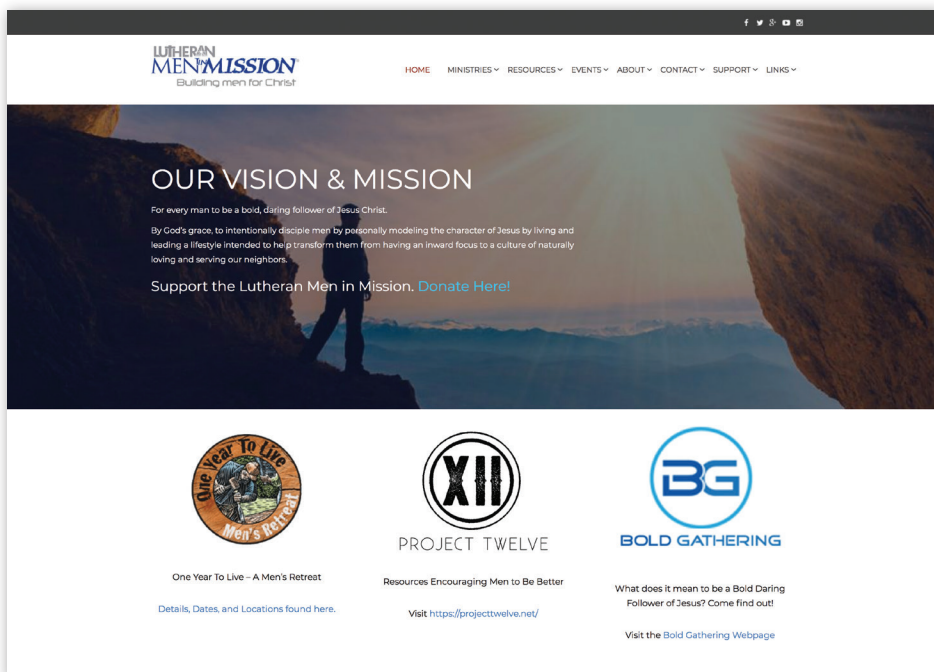 LUTHERAN
MEN IN MISSION
Building men for Christ
HOME MINISTRIES RESOURCES EVENTS ABOUT CONTACT SUPPORT LINKS
OUR VISION & MISSION
For every man to be a bold, daring follower of Jesus Christ.
By God's grace, to intentionally disciple men by personally modeling the character of Jesus by living and
leading a lifestyle intended to help transform them from having an inward focus to a culture of naturally
loving and serving our neighbors.
Support the Lutheran Men in Mission. Donate Here!
One Year To Live
Men's Retreat
XII
PROJECT TWELVE
BG
BOLD GATHERING
One Year To Live – A Men's Retreat
Details, Dates, and Locations found here.
Resources Encouraging Men to Be Better
Visit https://projecttwelve.net/
What does it mean to be a Bold Daring
Follower of Jesus? Come find out!
Visit the Bold Gathering Webpage